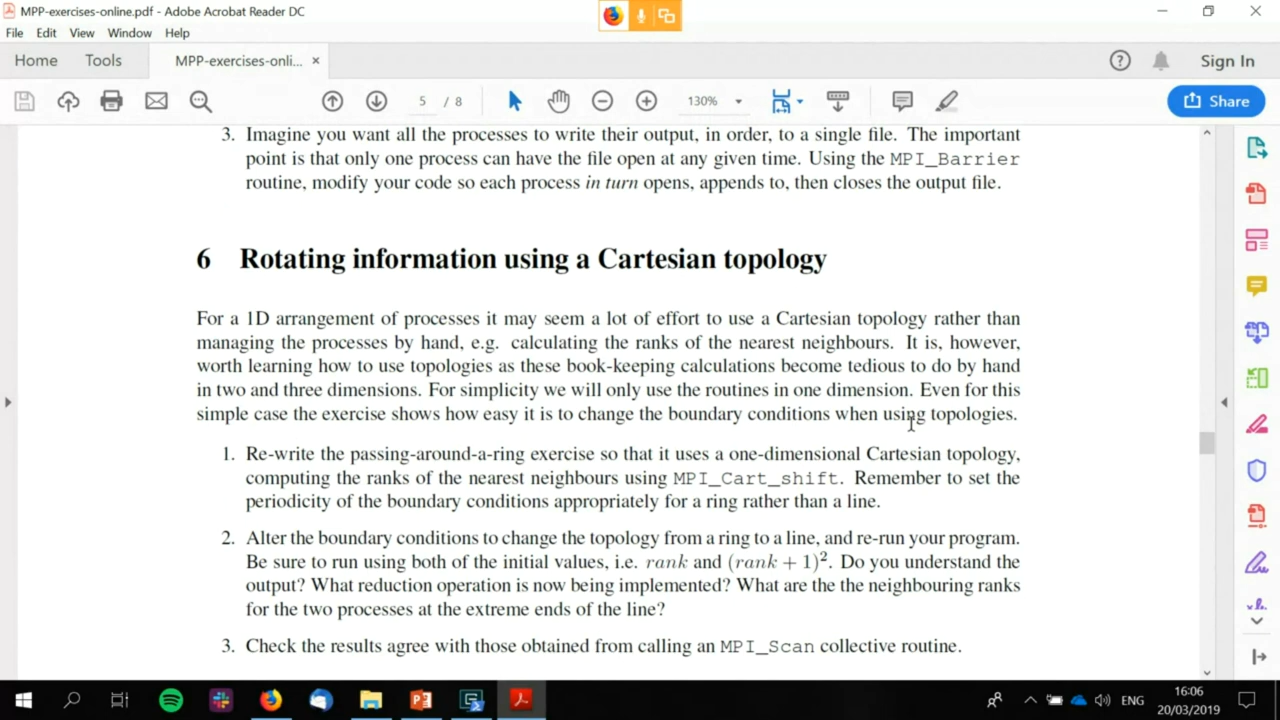 MPP-exercises-online.pdf - Adobe Acrobat Reader DC
File Edit View Window Help
Home Tools MPP-exercises-onli... × Sign In
5 / 8 130% Share
3. Imagine you want all the processes to write their output, in order, to a single file. The important
point is that only one process can have the file open at any given time. Using the MPI_Barrier
routine, modify your code so each process in turn opens, appends to, then closes the output file.
6 Rotating information using a Cartesian topology
For a 1D arrangement of processes it may seem a lot of effort to use a Cartesian topology rather than
managing the processes by hand, e.g. calculating the ranks of the nearest neighbours. It is, however,
worth learning how to use topologies as these book-keeping calculations become tedious to do by hand
in two and three dimensions. For simplicity we will only use the routines in one dimension. Even for this
simple case the exercise shows how easy it is to change the boundary conditions when using topologies.
1. Re-write the passing-around-a-ring exercise so that it uses a one-dimensional Cartesian topology,
computing the ranks of the nearest neighbours using MPI_Cart_shift. Remember to set the
periodicity of the boundary conditions appropriately for a ring rather than a line.
2. Alter the boundary conditions to change the topology from a ring to a line, and re-run your program.
Be sure to run using both of the initial values, i.e. rank and (rank + 1)². Do you understand the
output? What reduction operation is now being implemented? What are the the neighbouring ranks
for the two processes at the extreme ends of the line?
3. Check the results agree with those obtained from calling an MPI_Scan collective routine.
ENG
16:06
20/03/2019